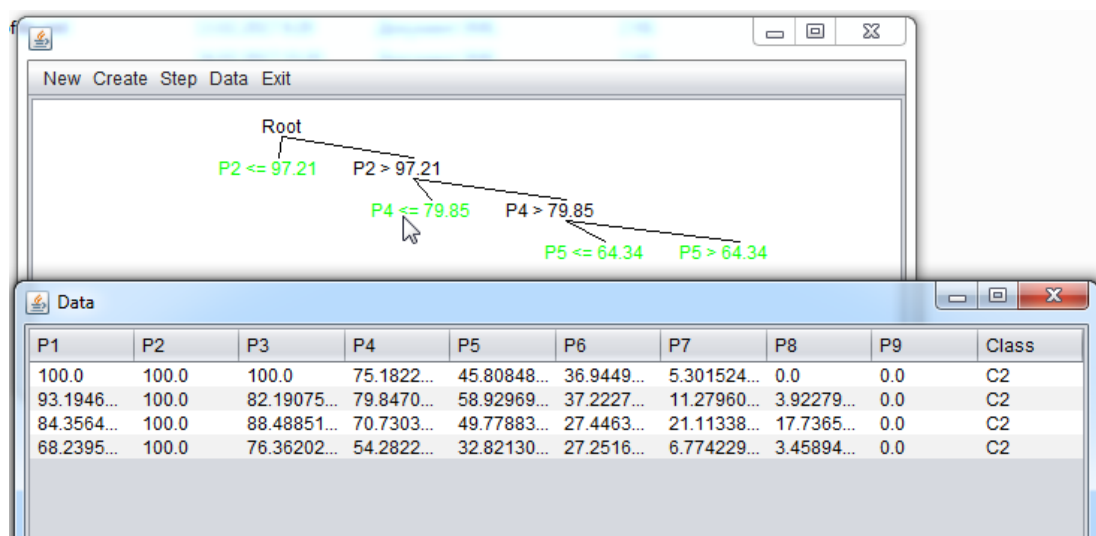 New Create Step Data Exit
Root
P2 <= 97.21 P2 > 97.21
P4 <= 79.85 P4 > 79.85
P5 <= 64.34 P5 > 64.34
Data
P1 P2 P3 P4 P5 P6 P7 P8 P9 Class
100.0 100.0 100.0 75.1822... 45.80848... 36.9449... 5.301524... 0.0 0.0 C2
93.1946... 100.0 82.19075... 79.8470... 58.92969... 37.2227... 11.27960... 3.92279... 0.0 C2
84.3564... 100.0 88.48851... 70.7303... 49.77883... 27.4463... 21.11338... 17.7365... 0.0 C2
68.2395... 100.0 76.36202... 54.2822... 32.82130... 27.2516... 6.774229... 3.45894... 0.0 C2